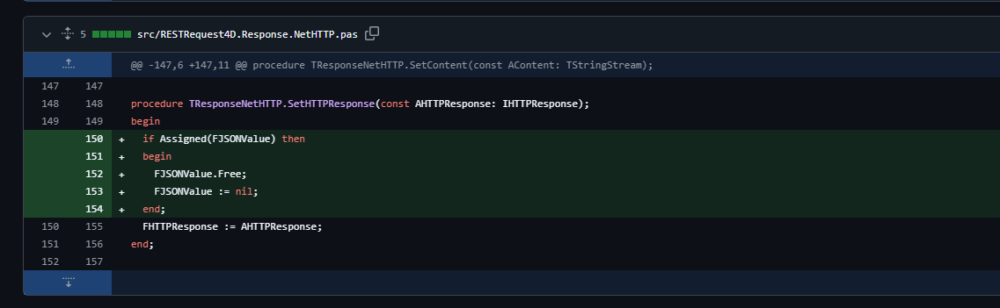 5 src/RESTRequest4D.Response.NetHTTP.pas
@@ -147,6 +147,11 @@ procedure TResponseNetHTTP.SetContent(const AContent: TStringStream);
147 147
148 148 procedure TResponseNetHTTP.SetHTTPResponse(const AHTTPResponse: IHTTPResponse);
149 149 begin
150 + if Assigned(FJSONValue) then
151 + begin
152 + FJSONValue.Free;
153 + FJSONValue := nil;
154 + end;
150 155 FHTTPResponse := AHTTPResponse;
151 156 end;
152 157